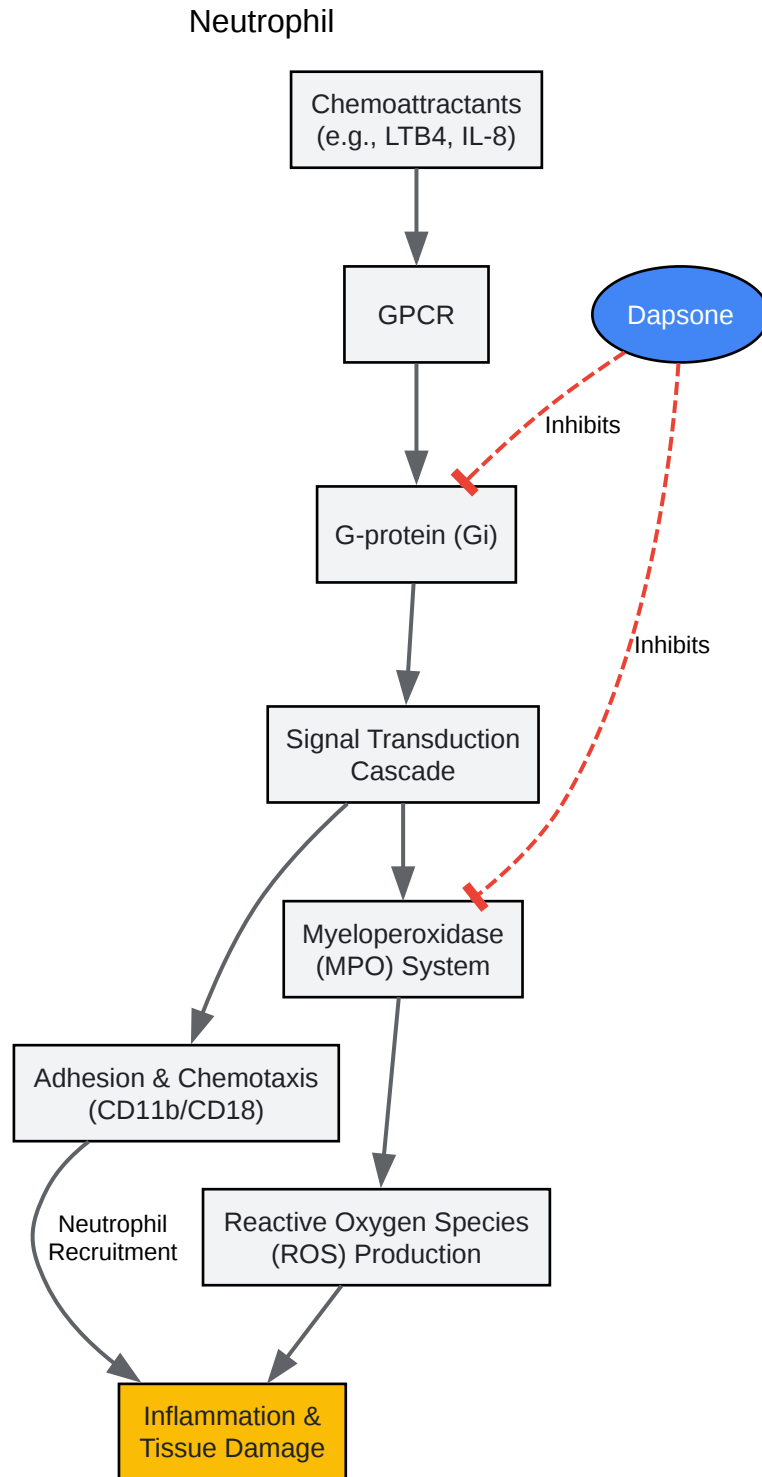 Neutrophil
Chemoattractants
(e.g., LTB4, IL-8)
GPCR
Dapsone
Inhibits
G-protein (Gi)
Inhibits
Signal Transduction
Cascade
Myeloperoxidase
(MPO) System
Adhesion & Chemotaxis
(CD11b/CD18)
Neutrophil
Recruitment
Reactive Oxygen Species
(ROS) Production
Inflammation &
Tissue Damage